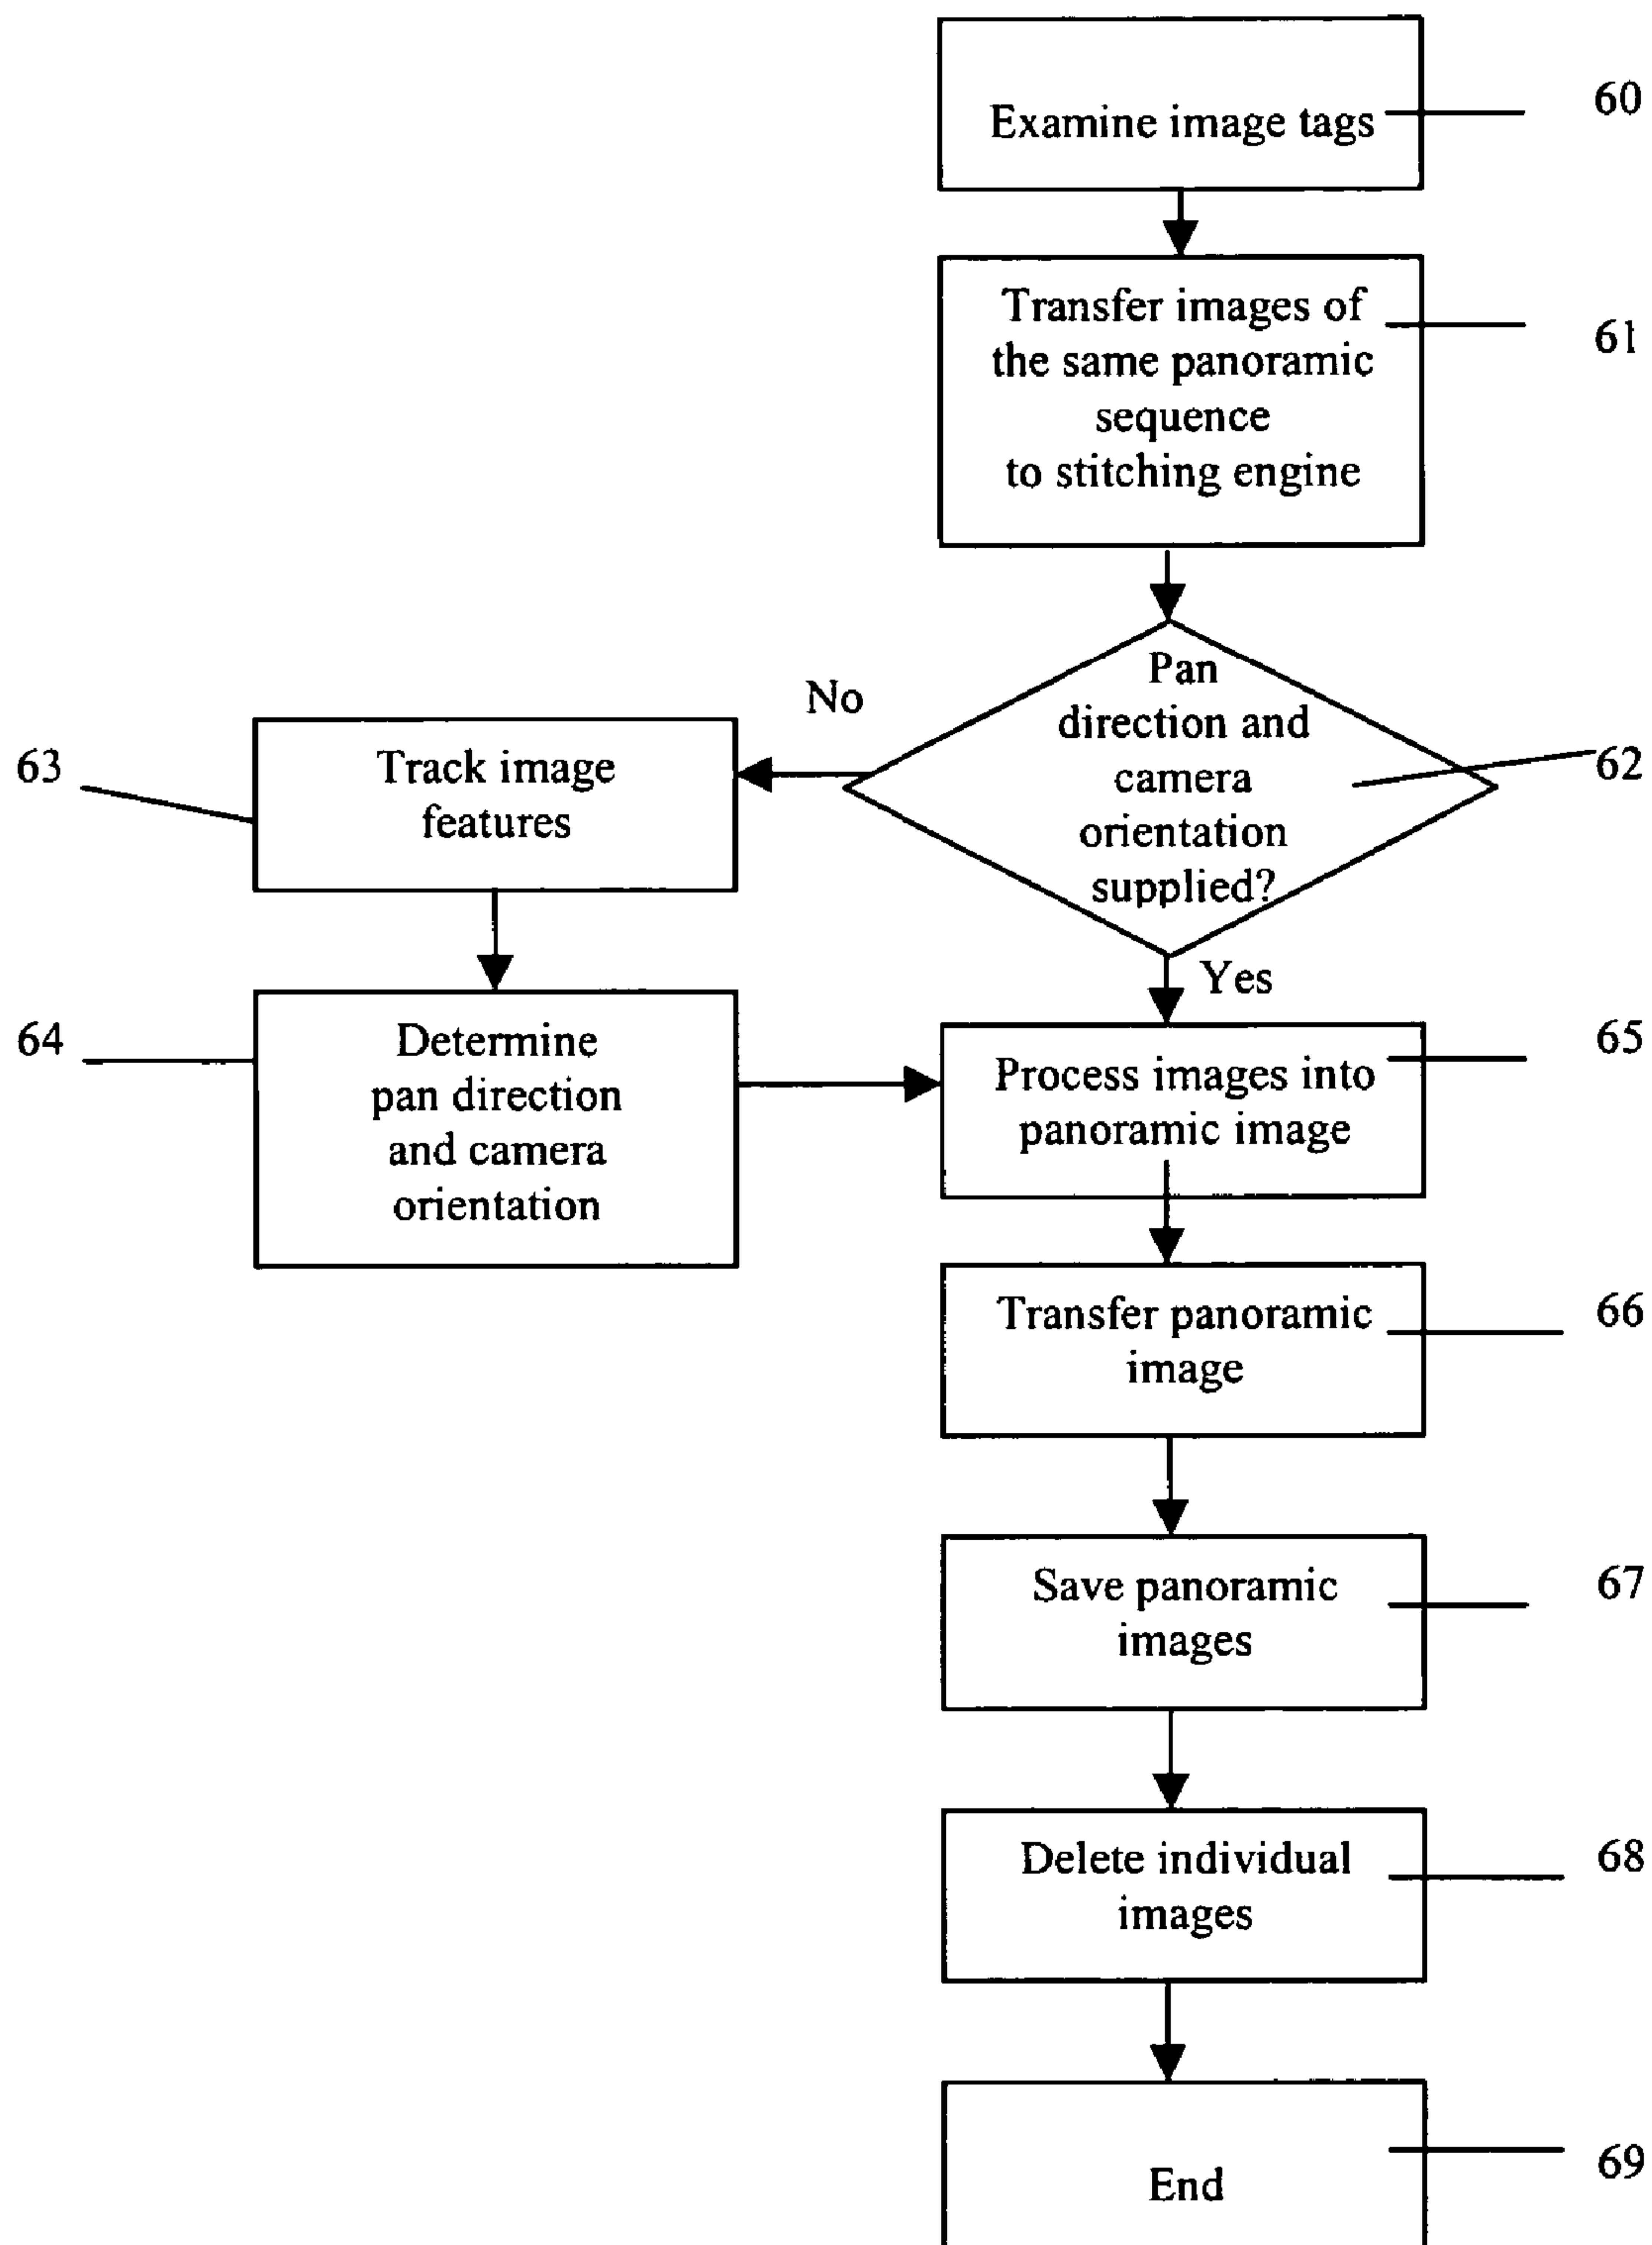 Examine image tags
60
Transfer images of
the same panoramic
sequence
to stitching engine
61
Pan
direction and
camera
orientation
supplied?
62
No
Yes
63
Track image
features
64
Determine
pan direction
and camera
orientation
Process images into
panoramic image
65
Transfer panoramic
image
66
Save panoramic
images
67
Delete individual
images
68
End
69